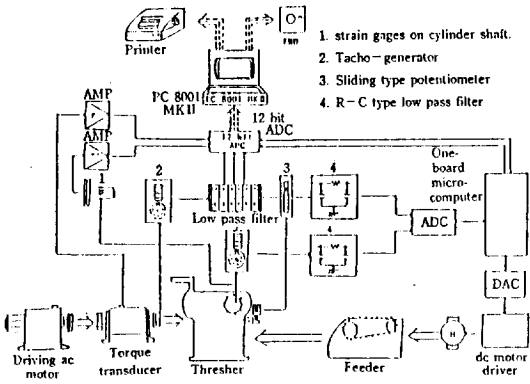 Printer
1. strain gages on cylinder shaft.
2. Tacho-generator
3. Sliding type potentiometer
4. R-C type low pass filter
AMP
PC 8001
MKII
12 bit
ADC
AMP
1
2
3
4
Low pass filter
4
One-
board
micro-
computer
ADC
DAC
M
Driving ac
motor
Torque
transducer
Thresher
Feeder
dc motor
driver